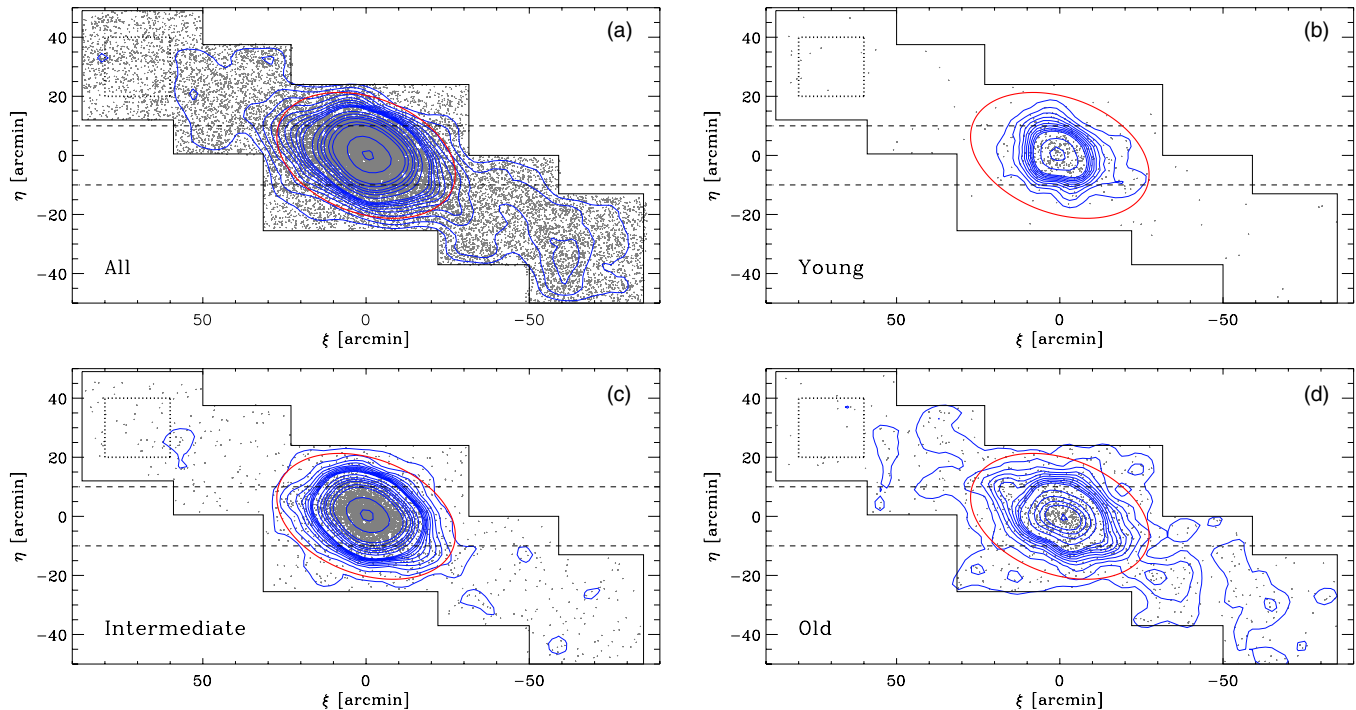 (a)
40
20
0
−20
−40
η [arcmin]
All
50
0
−50
ξ [arcmin]
(b)
40
20
0
−20
−40
η [arcmin]
Young
50
0
−50
ξ [arcmin]
(c)
40
20
0
−20
−40
η [arcmin]
Intermediate
50
0
−50
ξ [arcmin]
(d)
40
20
0
−20
−40
η [arcmin]
Old
50
0
−50
ξ [arcmin]